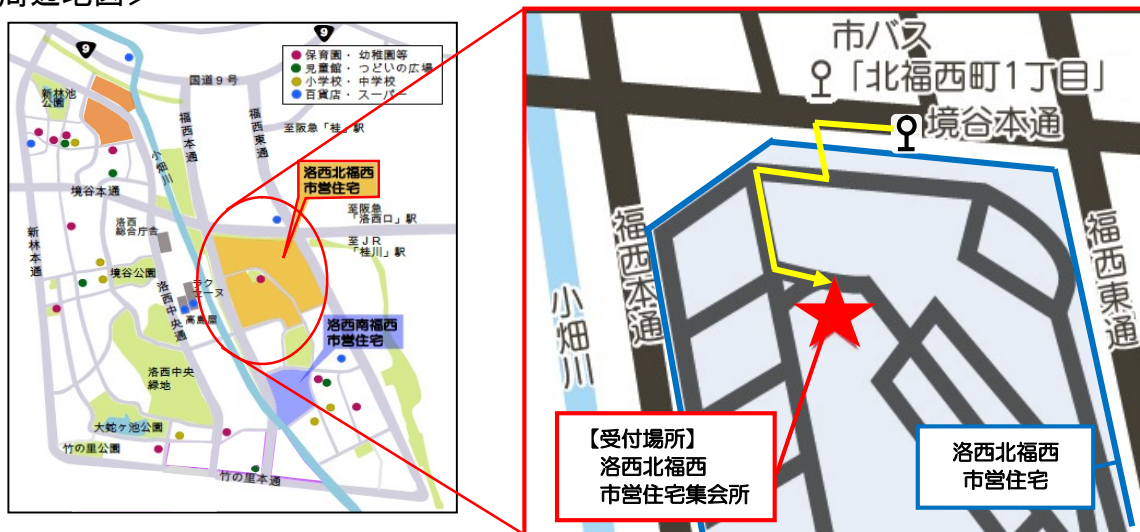 周辺地図
9
9
国道9号
● 保育園・ 幼稚園等
● 児童館・ つどいの広場
● 小学校・ 中学校
● 百貨店・ スーパー
新林池
公園
福西本通
福西東通
至阪急「桂」駅
小畑川
洛西北福西
市営住宅
境谷本通
至阪急
「洛西口」駅
洛西
総合庁舎
至JR
「桂川」駅
新林本通
境谷公園
洛西中央通
ラク
エーヌ
高島屋
洛西南福西
市営住宅
洛西中央
緑地
大蛇ヶ池公園
竹の里公園
竹の里本通
市バス
「北福西町1丁目」
境谷本通
福西本通
福西東通
小畑川
【受付場所】
洛西北福西
市営住宅集会所
洛西北福西
市営住宅